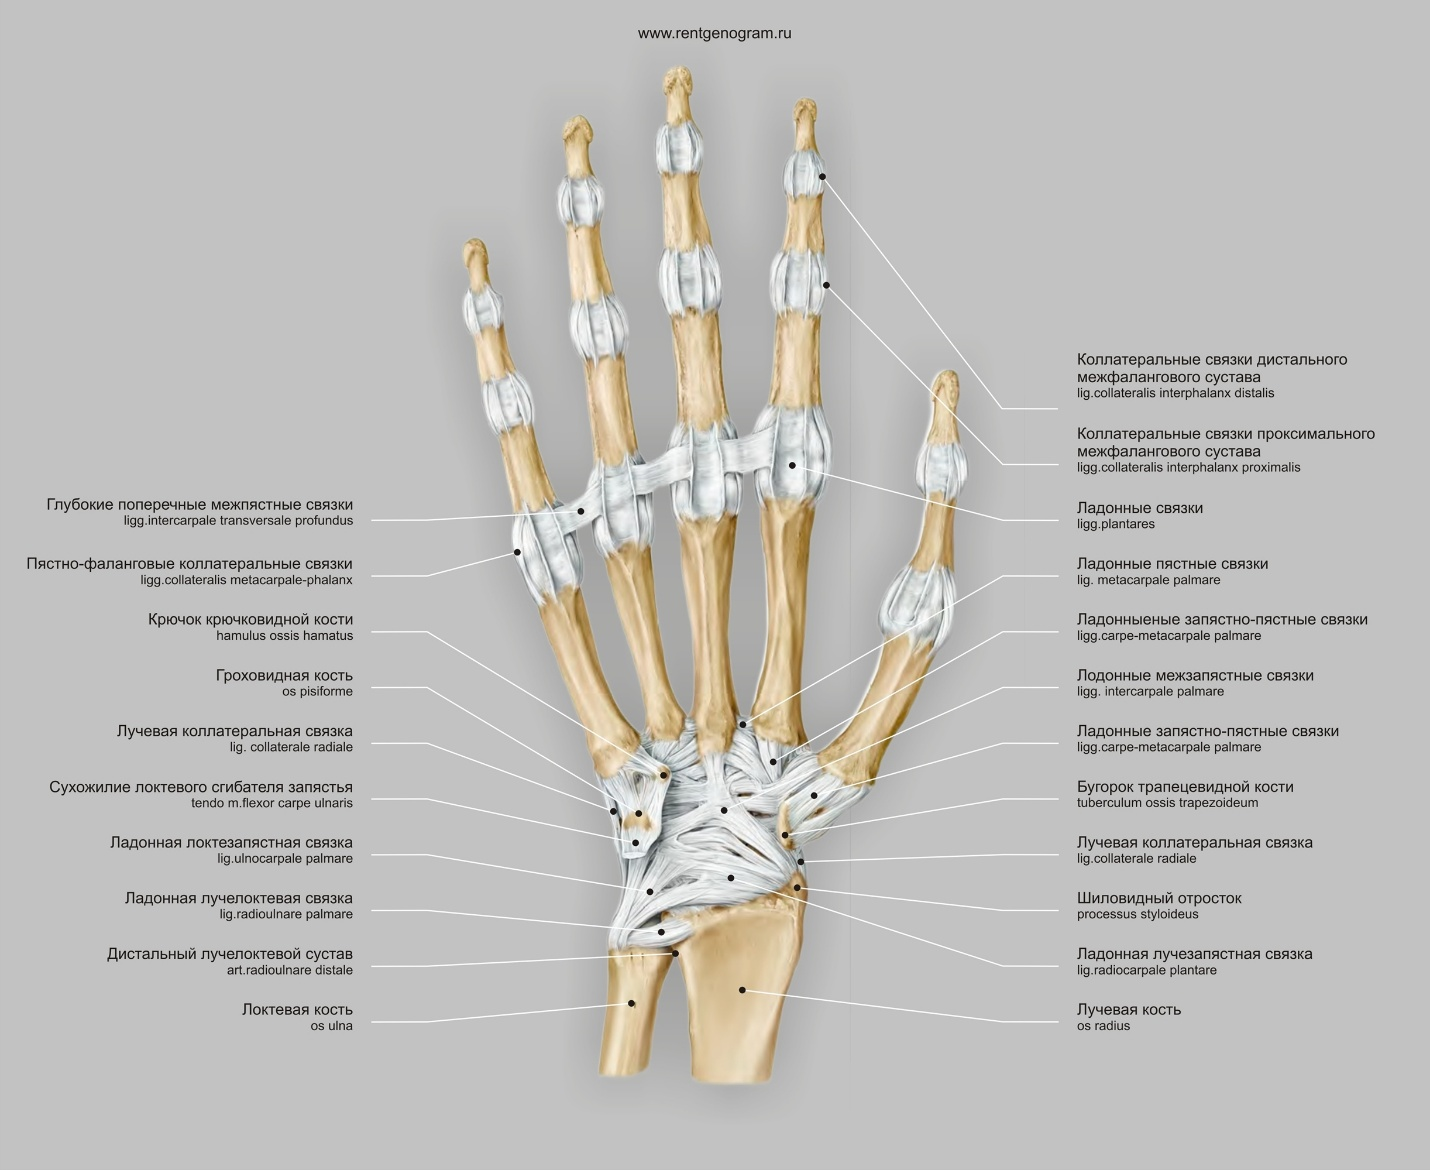 www.rentgenogram.ru
Глубокие поперечные межпястные связки
ligg.intercarpale transversale profundus
Пястно-фаланговые коллатеральные связки
ligg.collateralis metacarpale-phalanx
Крючок крючковидной кости
hamulus ossis hamatus
Гроховидная кость
os pisiforme
Лучевая коллатеральная связка
lig. collaterale radiale
Сухожилие локтевого сгибателя запястья
tendo m.flexor carpe ulnaris
Ладонная локтезапястная связка
lig.ulnocarpale palmare
Ладонная лучелоктевая связка
lig.radioulnare palmare
Дистальный лучелоктевой сустав
art.radioulnare distale
Локтевая кость
os ulna
Коллатеральные связки дистального
межфалангового сустава
lig.collateralis interphalanx distalis
Коллатеральные связки проксимального
межфалангового сустава
ligg.collateralis interphalanx proximalis
Ладонные связки
ligg.plantares
Ладонные пястные связки
lig. metacarpale palmare
Ладонныеные запястно-пястные связки
ligg.carpe-metacarpale palmare
Лодонные межзапястные связки
ligg. intercarpale palmare
Ладонные запястно-пястные связки
ligg.carpe-metacarpale palmare
Бугорок трапецевидной кости
tuberculum ossis trapezoideum
Лучевая коллатеральная связка
lig.collaterale radiale
Шиловидный отросток
processus styloideus
Ладонная лучезапястная связка
lig.radiocarpale plantare
Лучевая кость
os radius